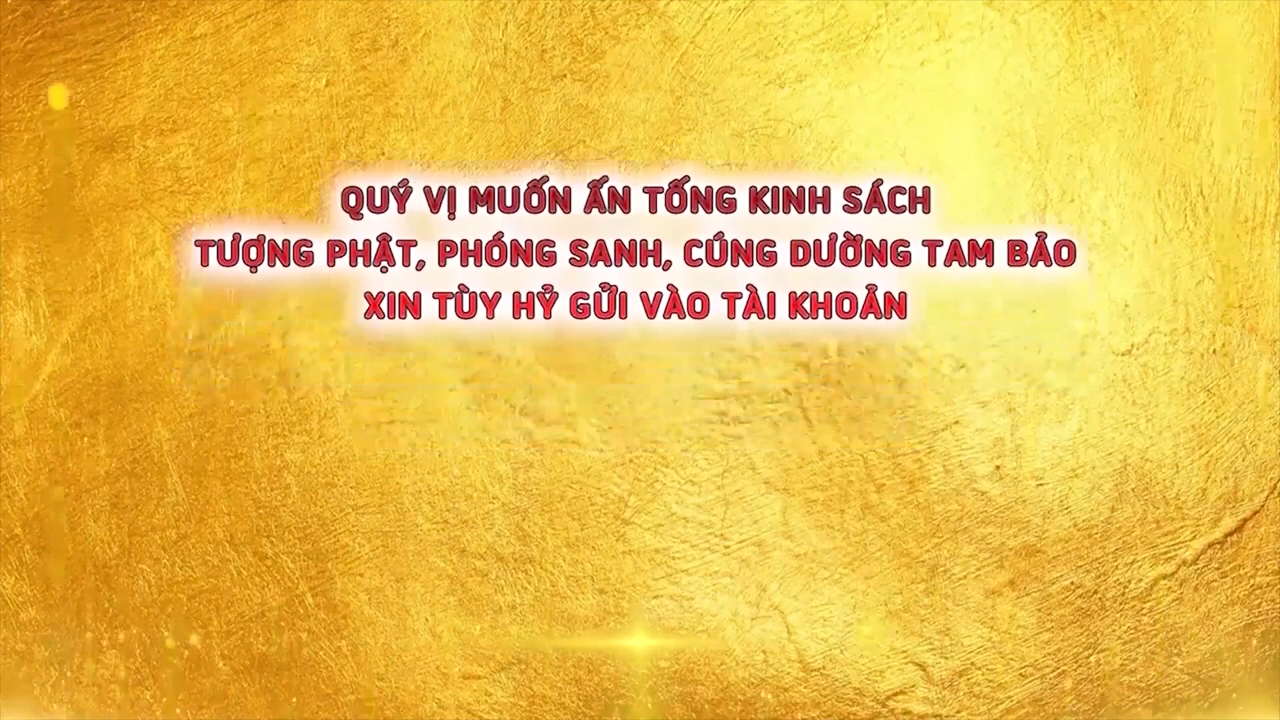 QUÝ VỊ MUỐN ẤN TỐNG KINH SÁCH
TƯỢNG PHẬT, PHÓNG SANH, CÚNG DƯỜNG TAM BẢO
XIN TÙY HỶ GỬI VÀO TÀI KHOẢN